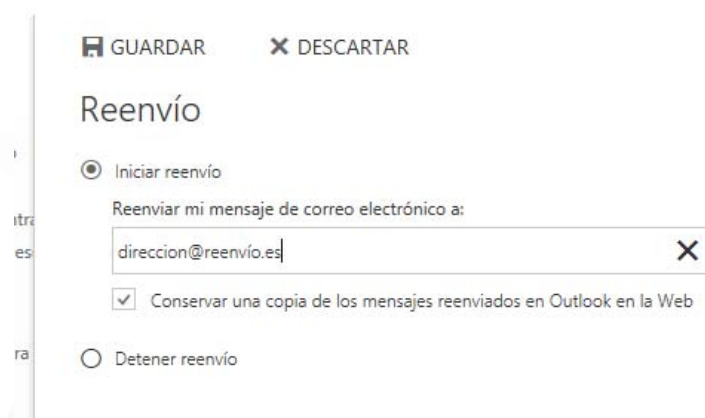 GUARDAR DESCARTAR
Reenvío
Iniciar reenvío
Reenviar mi mensaje de correo electrónico a:
direccion@reenvío.es
Conservar una copia de los mensajes reenviados en Outlook en la Web
Detener reenvío